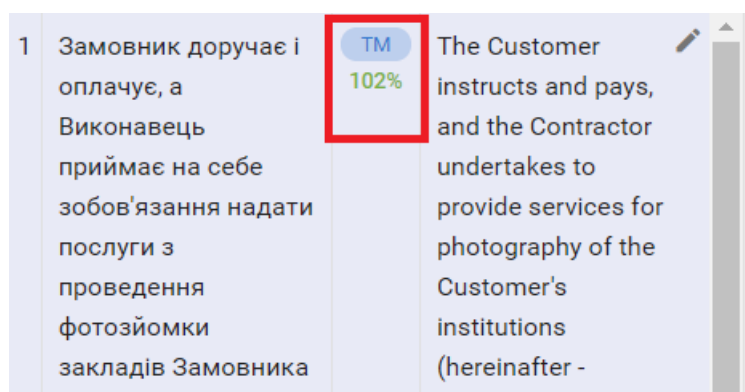 1
Замовник доручає і
оплачує, а
Виконавець
приймає на себе
зобов'язання надати
послуги з
проведення
фотозйомки
закладів Замовника
TM
102%
The Customer
instructs and pays,
and the Contractor
undertakes to
provide services for
photography of the
Customer's
institutions
(hereinafter -